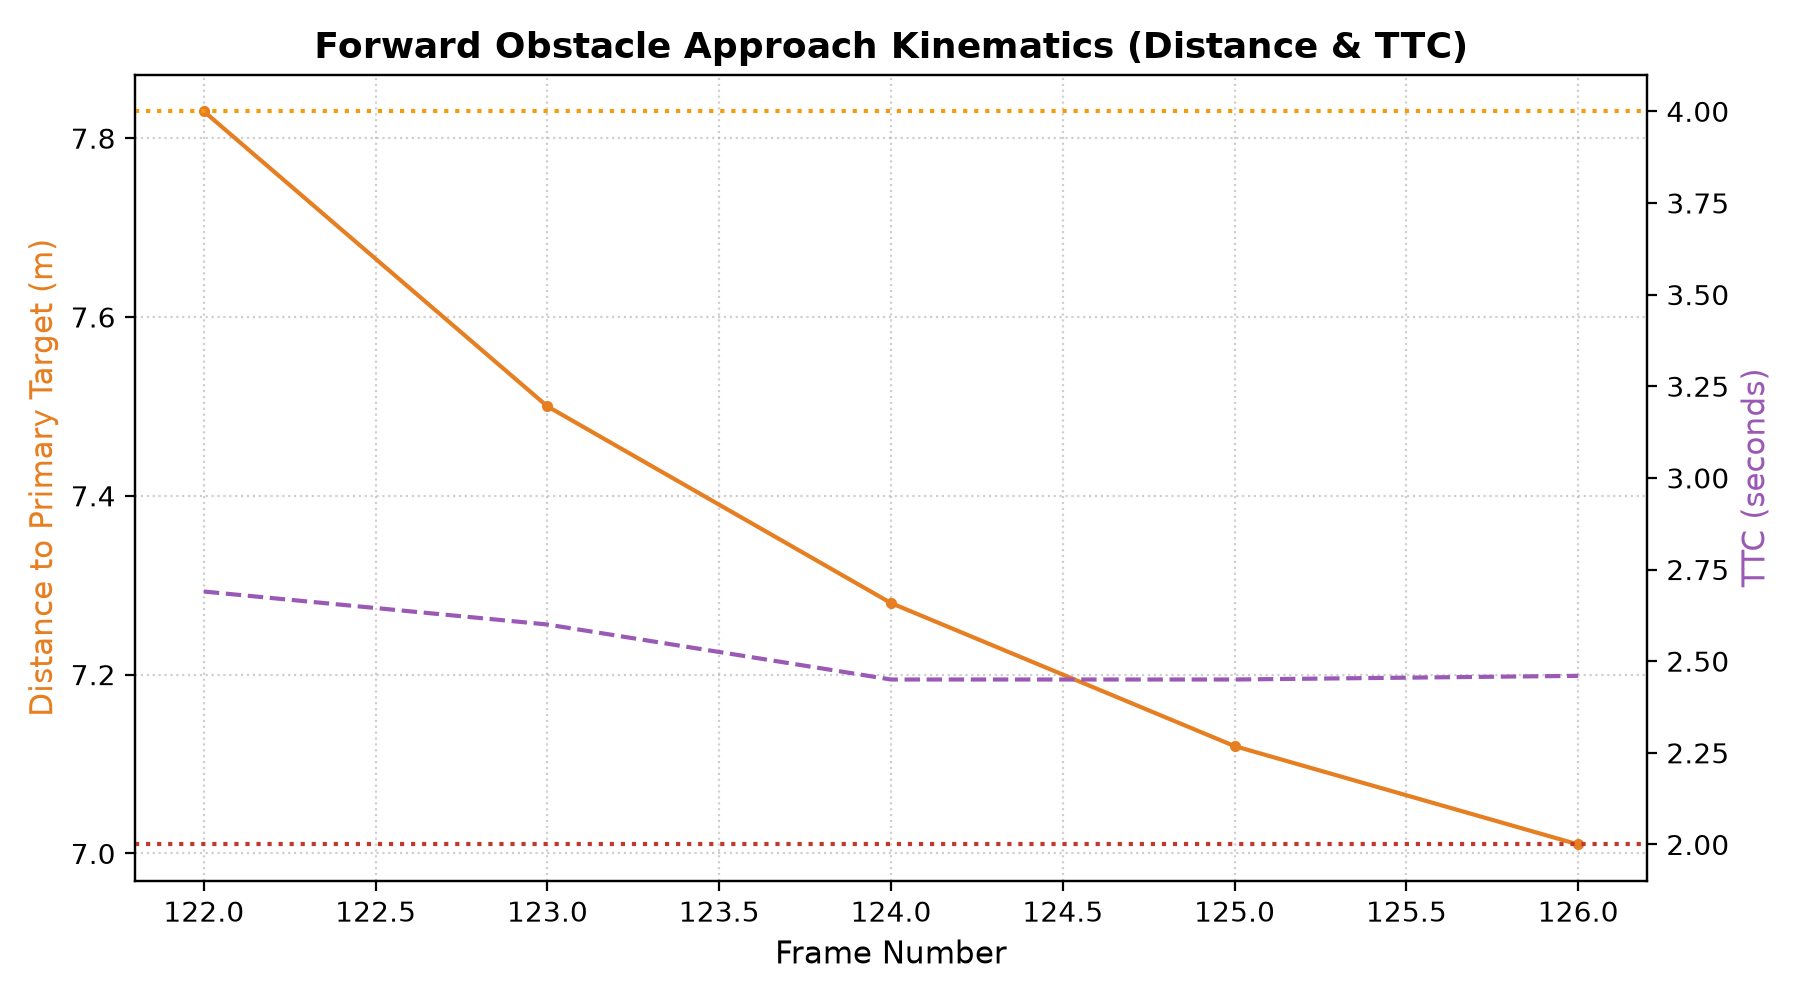 Forward Obstacle Approach Kinematics (Distance & TTC)
Distance to Primary Target (m)
7.8
7.6
7.4
7.2
7.0
4.00
3.75
3.50
3.25
3.00
2.75
2.50
2.25
2.00
TTC (seconds)
122.0 122.5 123.0 123.5 124.0 124.5 125.0 125.5 126.0
Frame Number